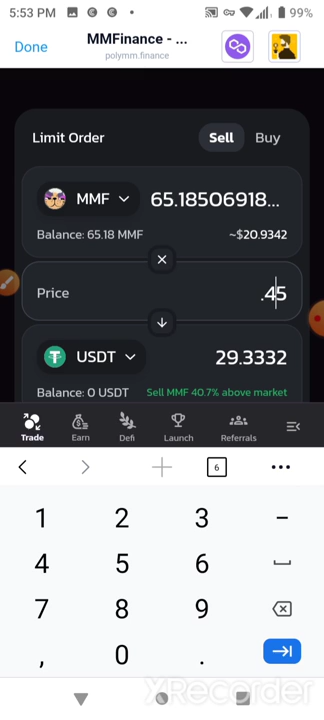 5:53 PM 99%
Done MMFinance - ...
polymm.finance
Limit Order Sell Buy
MMF 65.18506918...
Balance: 65.18 MMF ~$20.9342
Price .45
USDT 29.3332
Balance: 0 USDT Sell MMF 40.7% above market
Trade Earn Defi Launch Referrals
6
1 2 3 -
4 5 6
7 8 9
, 0 .
XRecorder